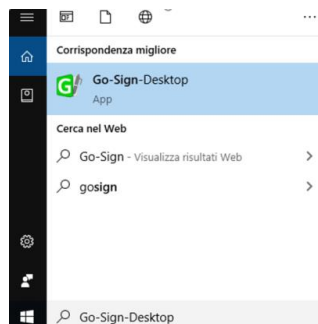 Corrispondenza migliore
Go-Sign-Desktop
App
Cerca nel Web
Go-Sign - Visualizza risultati Web
gosign
Go-Sign-Desktop